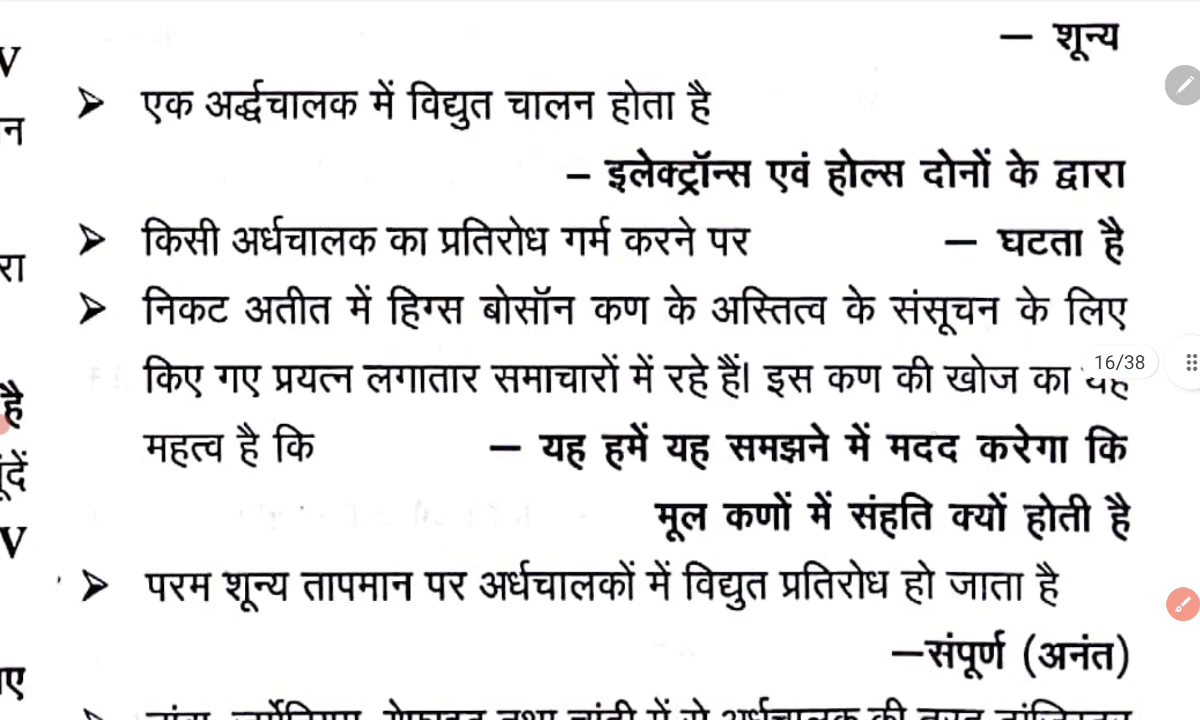 — शून्य
V
➤ एक अर्द्धचालक में विद्युत चालन होता है
न
– इलेक्ट्रॉन्स एवं होल्स दोनों के द्वारा
➤ किसी अर्धचालक का प्रतिरोध गर्म करने पर — घटता है
रा
➤ निकट अतीत में हिग्स बोसॉन कण के अस्तित्व के संसूचन के लिए
16/38
किए गए प्रयत्न लगातार समाचारों में रहे हैं। इस कण की खोज का यह
है
महत्व है कि — यह हमें यह समझने में मदद करेगा कि
मूल कणों में संहति क्यों होती है
V
➤ परम शून्य तापमान पर अर्धचालकों में विद्युत प्रतिरोध हो जाता है
—संपूर्ण (अनंत)